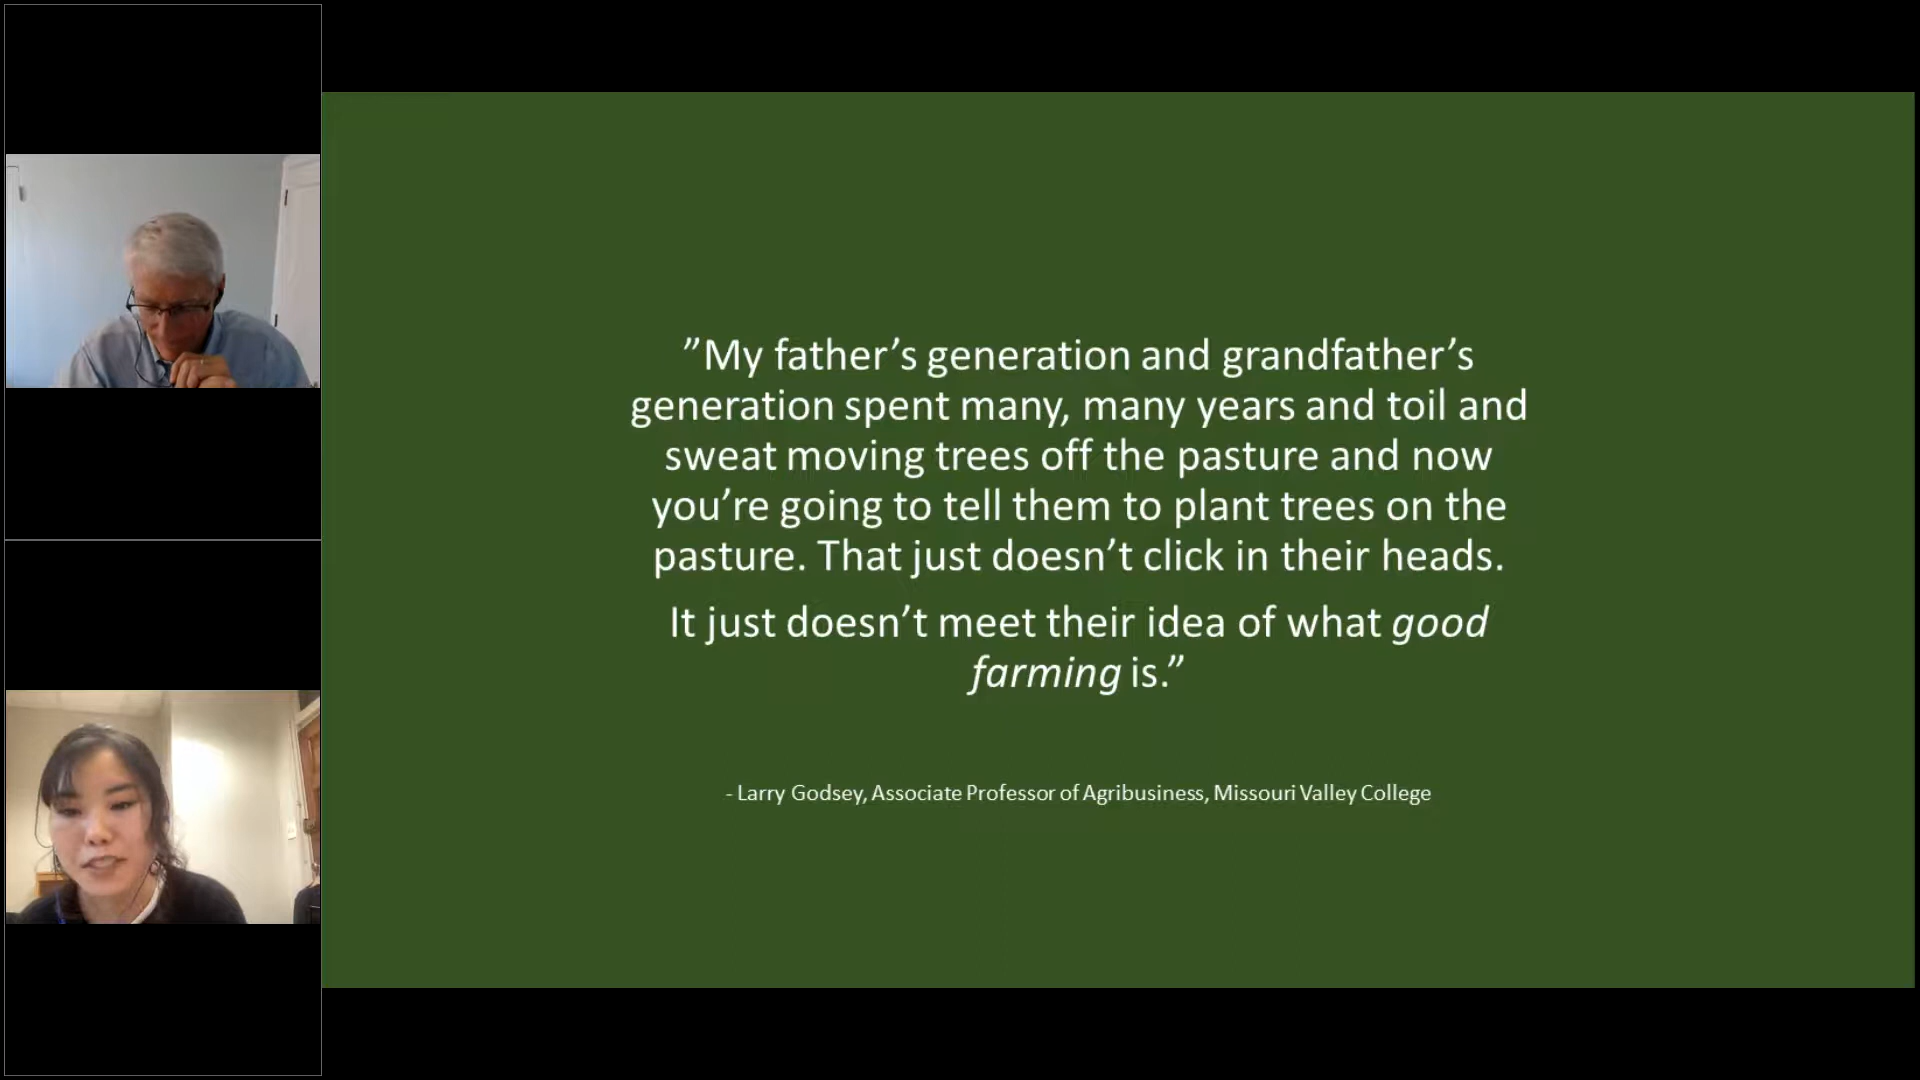 ”My father’s generation and grandfather’s
generation spent many, many years and toil and
sweat moving trees off the pasture and now
you’re going to tell them to plant trees on the
pasture. That just doesn’t click in their heads.
It just doesn’t meet their idea of what good
farming is.”
- Larry Godsey, Associate Professor of Agribusiness, Missouri Valley College